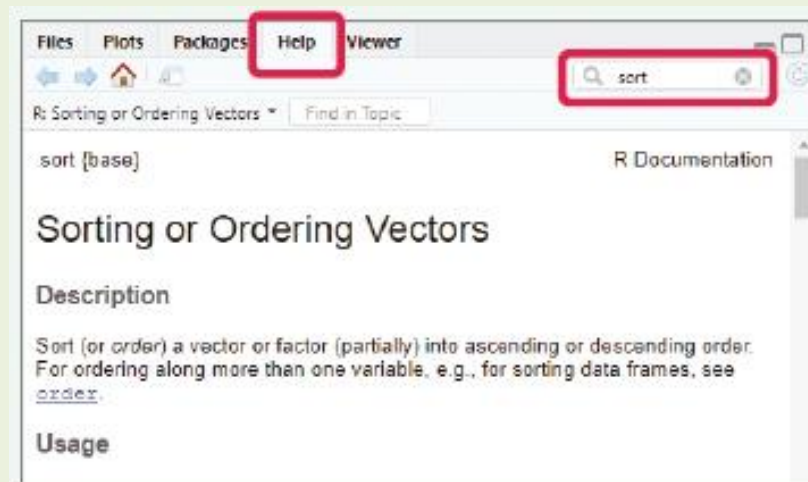 Files Plots Packages Help Viewer
sort
R: Sorting or Ordering Vectors Find in Topic
sort {base} R Documentation
Sorting or Ordering Vectors
Description
Sort (or order) a vector or factor (partially) into ascending or descending order.
For ordering along more than one variable, e.g., for sorting data frames, see
order.
Usage